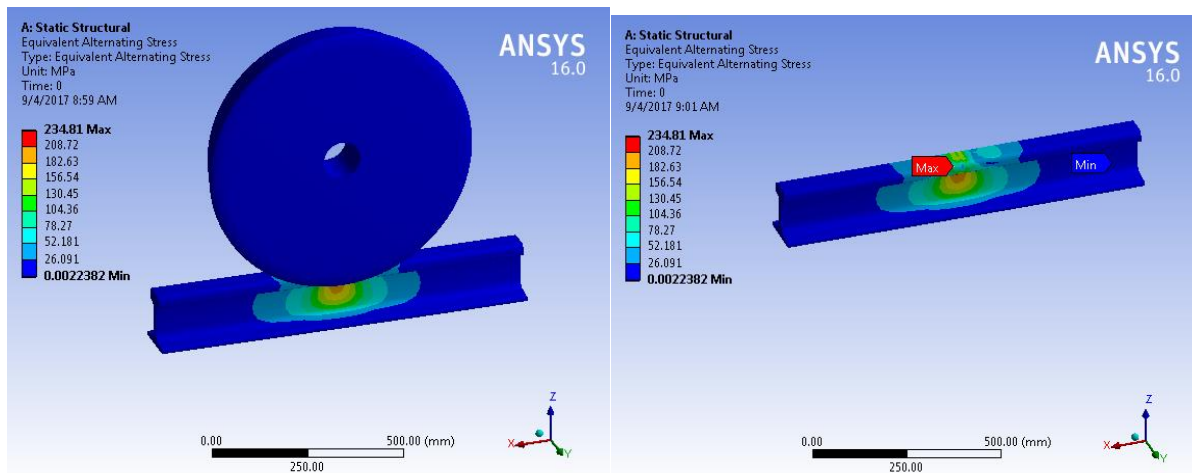 A: Static Structural
Equivalent Alternating Stress
Type: Equivalent Alternating Stress
Unit: MPa
Time: 0
9/4/2017 8:59 AM
ANSYS
16.0
234.81 Max
208.72
182.63
156.54
130.45
104.36
78.27
52.181
26.091
0.0022382 Min
0.00
500.00 (mm)
250.00
Z
X
Y
A: Static Structural
Equivalent Alternating Stress
Type: Equivalent Alternating Stress
Unit: MPa
Time: 0
9/4/2017 9:01 AM
ANSYS
16.0
234.81 Max
208.72
182.63
156.54
130.45
104.36
78.27
52.181
26.091
0.0022382 Min
Max
Min
0.00
500.00 (mm)
250.00
Z
X
Y